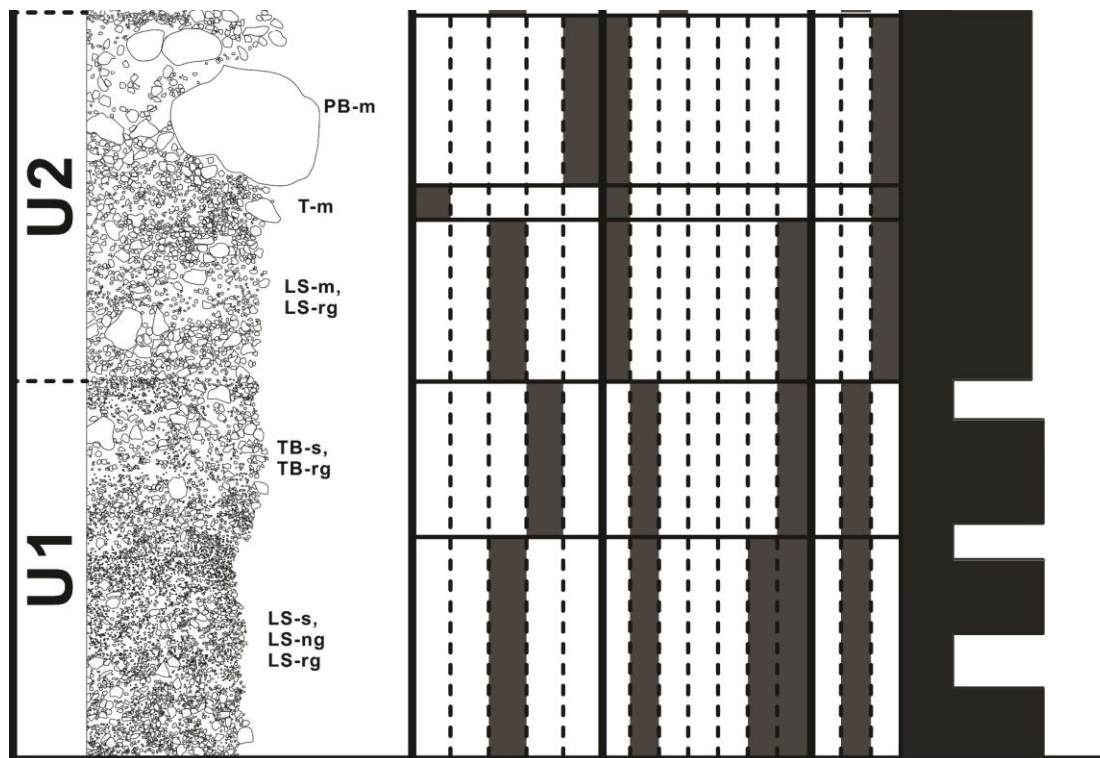 U2
PB-m
T-m
LS-m,
LS-rg
U1
TB-s,
TB-rg
LS-s,
LS-ng
LS-rg